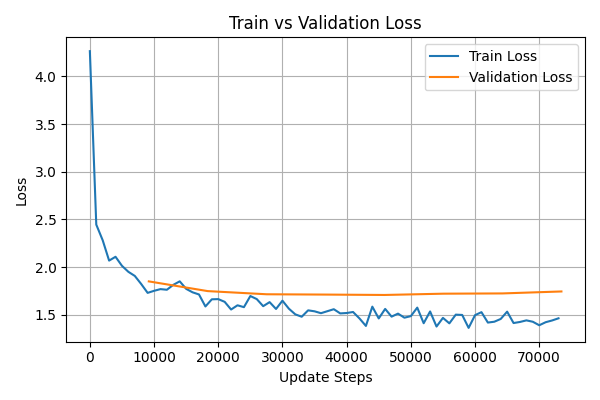 Train vs Validation Loss
Train Loss
Validation Loss
Loss
4.0
3.5
3.0
2.5
2.0
1.5
0 10000 20000 30000 40000 50000 60000 70000
Update Steps